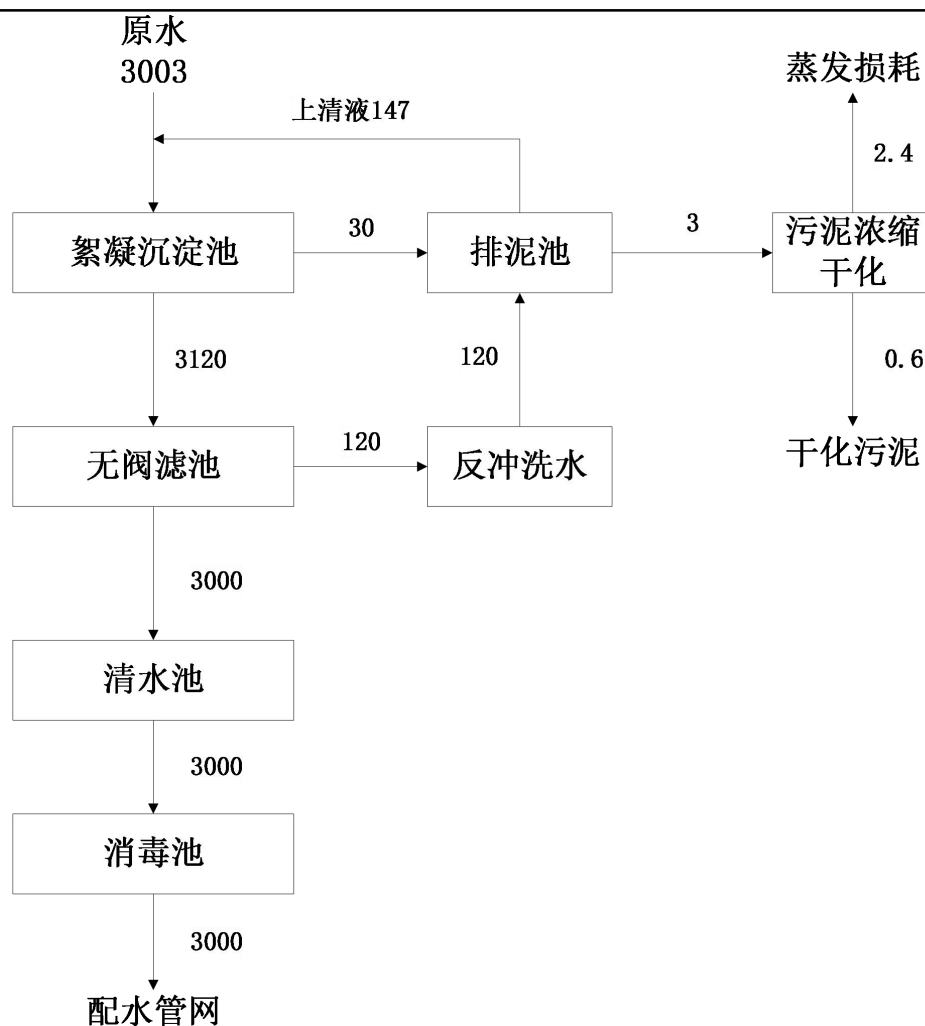 原水
3003
上清液147
蒸发损耗
2.4
絮凝沉淀池
30
排泥池
3
污泥浓缩
干化
3120
120
0.6
无阀滤池
120
反冲洗水
干化污泥
3000
清水池
3000
消毒池
3000
配水管网